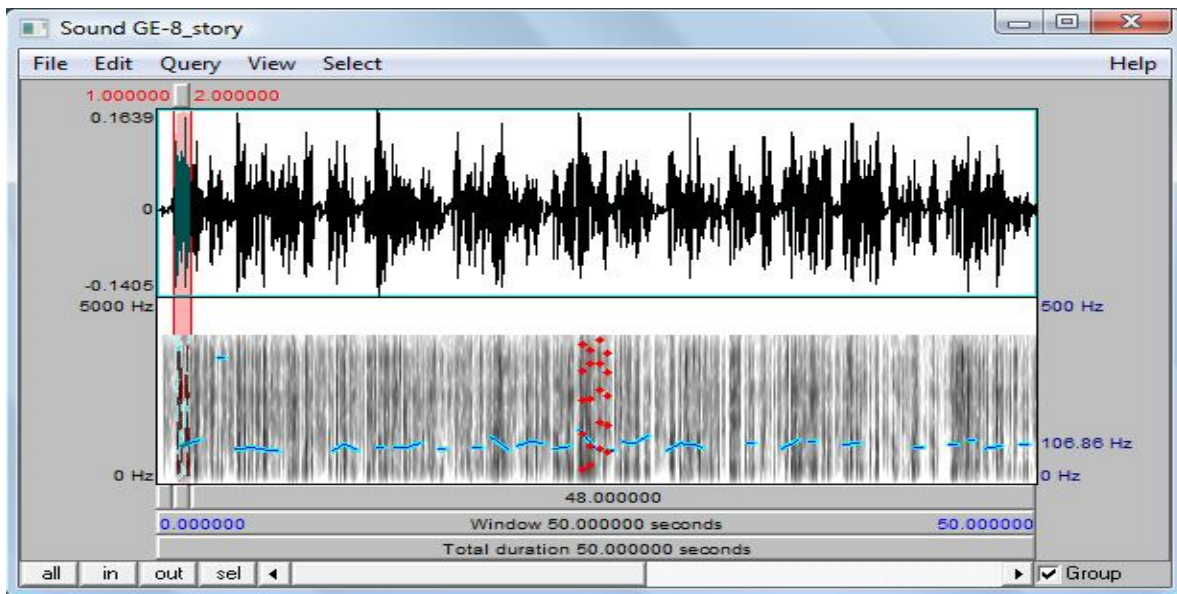 Sound GE-8_story
File Edit Query View Select Help
1.000000 2.000000
0.1639
0
-0.1405
5000 Hz 500 Hz
106.86 Hz
0 Hz 0 Hz
48.000000
0.000000 Window 50.000000 seconds 50.000000
Total duration 50.000000 seconds
all in out sel Group